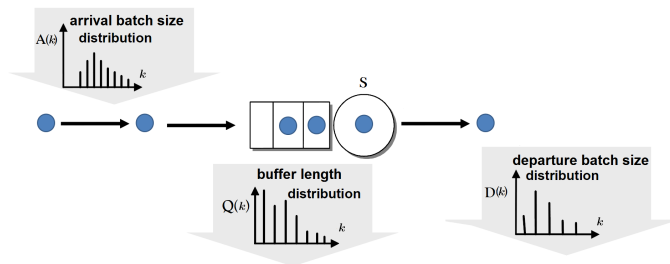 arrival batch size
distribution
A(k)
k
S
buffer length
distribution
Q(k)
k
departure batch size
distribution
D(k)
k